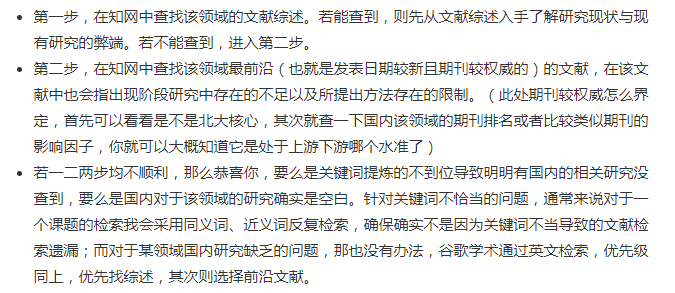 第一步，在知网中查找该领域的文献综述。若能查到，则先从文献综述入手了解研究现状与现
有研究的弊端。若不能查到，进入第二步。
第二步，在知网中查找该领域最前沿（也就是发表日期较新且期刊较权威的）的文献，在该文
献中也会指出现阶段研究中存在的不足以及所提出方法存在的限制。（此处期刊较权威怎么界
定，首先可以看看是不是北大核心，其次就查一下国内该领域的期刊排名或者比较类似期刊的
影响因子，你就可以大概知道它是处于上游下游哪个水准了）
若一二两步均不顺利，那么恭喜你，要么是关键词提炼的不到位导致明明有国内的相关研究没
查到，要么是国内对于该领域的研究确实是空白。针对关键词不恰当的问题，通常来说对于一
个课题的检索我会采用同义词、近义词反复检索，确保确实不是因为关键词不当导致的文献检
索遗漏；而对于某领域国内研究缺乏的问题，那也没有办法，谷歌学术通过英文检索，优先级
同上，优先找综述，其次则选择前沿文献。